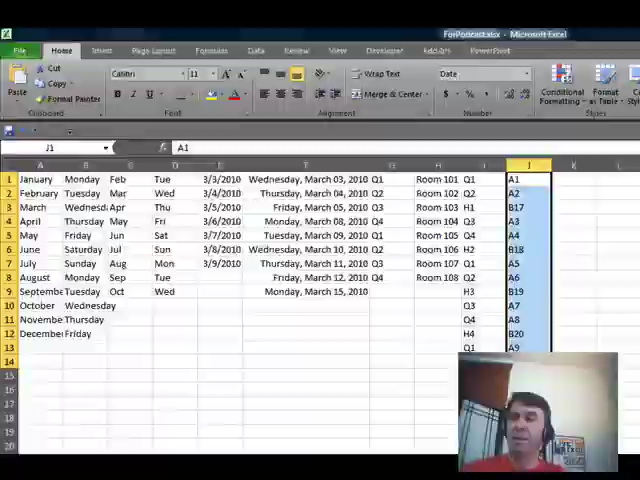 ForPodcast.xlsx - Microsoft Excel
File Home Insert Page Layout Formulas Data Review View Developer Add-Ins PowerPivot
Cut
Copy
Format Painter
Paste
Calibri 11
B I U
Wrap Text
Merge & Center
Date
$ % ,
Conditional Formatting
Format as Table
Clipboard Font Alignment Number
J1 fx A1
A B C D E F G H I J K L
1 January Monday Feb Tue 3/3/2010 Wednesday, March 03, 2010 Q1 Room 101 Q1 A1
2 February Tuesday Mar Wed 3/4/2010 Thursday, March 04, 2010 Q2 Room 102 Q2 A2
3 March Wednesda Apr Thu 3/5/2010 Friday, March 05, 2010 Q3 Room 103 H1 B17
4 April Thursday May Fri 3/6/2010 Monday, March 08, 2010 Q4 Room 104 Q3 A3
5 May Friday Jun Sat 3/7/2010 Tuesday, March 09, 2010 Q1 Room 105 Q4 A4
6 June Saturday Jul Sun 3/8/2010 Wednesday, March 10, 2010 Q2 Room 106 H2 B18
7 July Sunday Aug Mon 3/9/2010 Thursday, March 11, 2010 Q3 Room 107 Q1 A5
8 August Monday Sep Tue Friday, March 12, 2010 Q4 Room 108 Q2 A6
9 Septembe Tuesday Oct Wed Monday, March 15, 2010 H3 B19
10 October Wednesday Q3 A7
11 Novembe Thursday Q4 A8
12 Decembe Friday H4 B20
13 Q1 A9
14
15
16
17
18
19
20